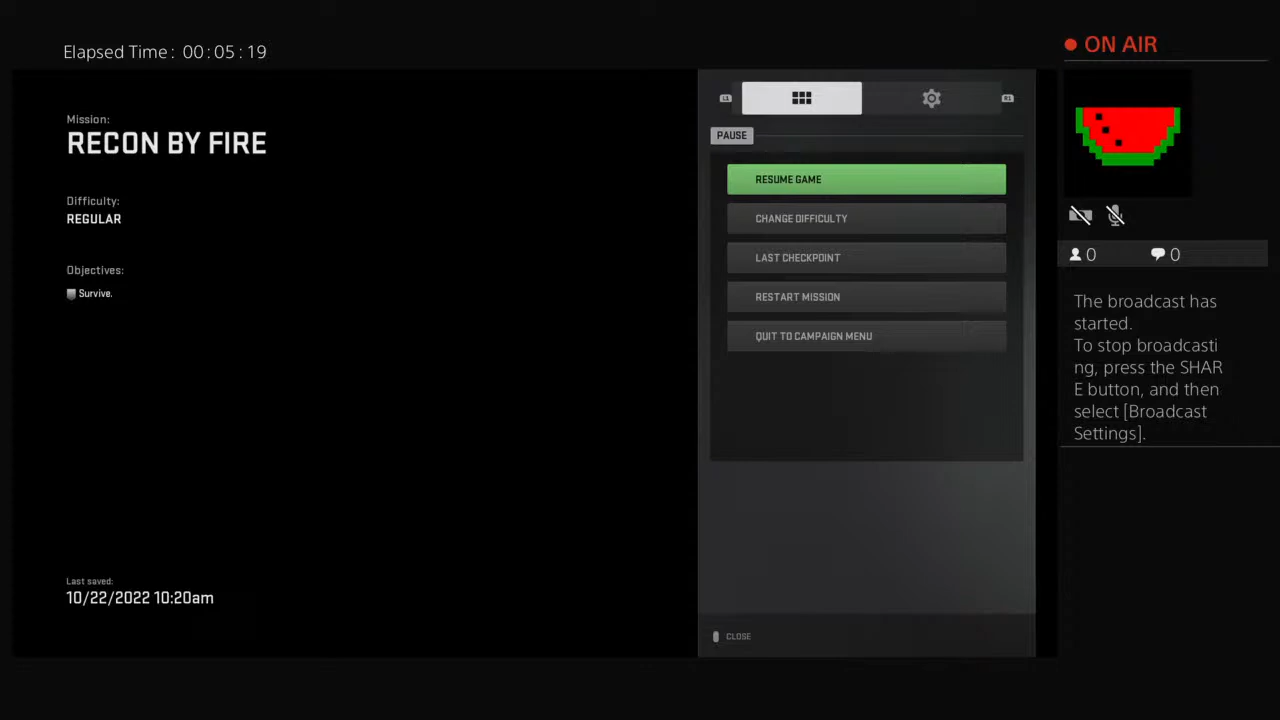 Elapsed Time: 00:05:19
ON AIR
Mission:
RECON BY FIRE
Difficulty:
REGULAR
Objectives:
Survive.
Last saved:
10/22/2022 10:20am
L1
R1
PAUSE
RESUME GAME
CHANGE DIFFICULTY
LAST CHECKPOINT
RESTART MISSION
QUIT TO CAMPAIGN MENU
CLOSE
0
0
The broadcast has
started.
To stop broadcasti
ng, press the SHAR
E button, and then
select [Broadcast
Settings].